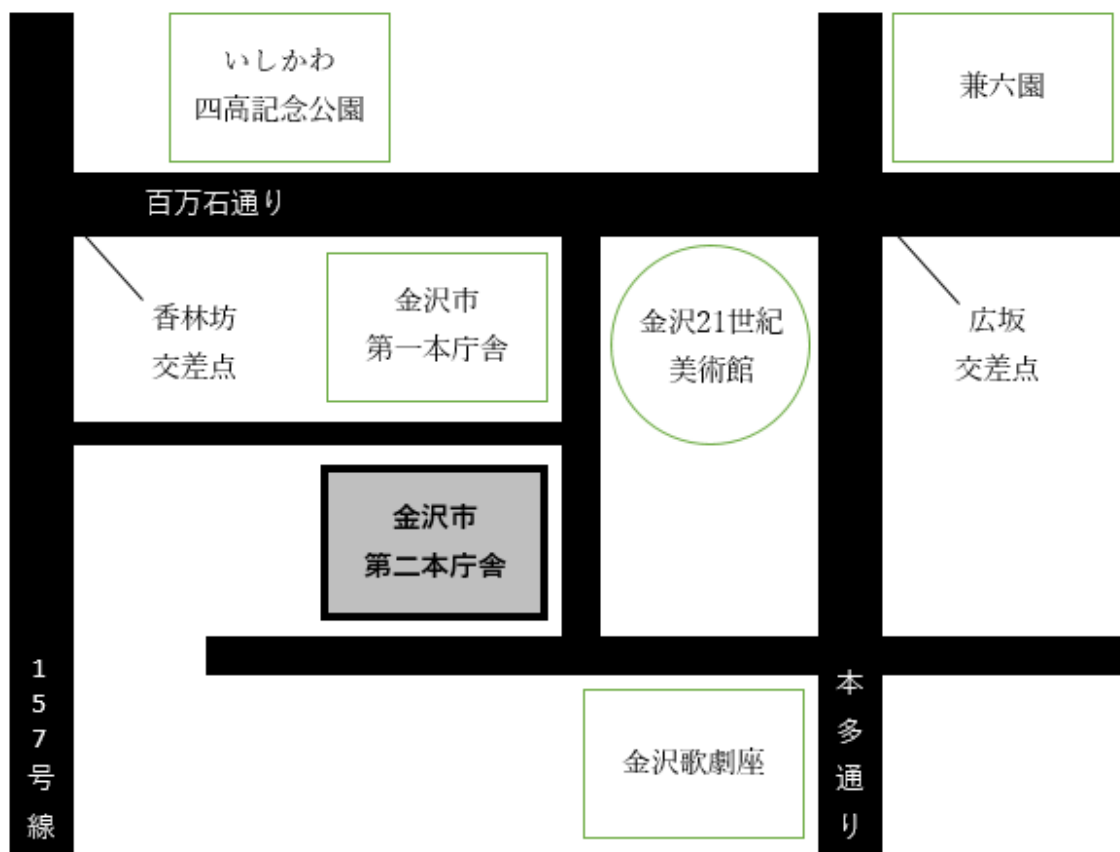 いしかわ
四高記念公園
兼六園
百万石通り
香林坊
交差点
金沢市
第一本庁舎
金沢21世紀
美術館
広坂
交差点
金沢市
第二本庁舎
157号線
本多通り
金沢歌劇座